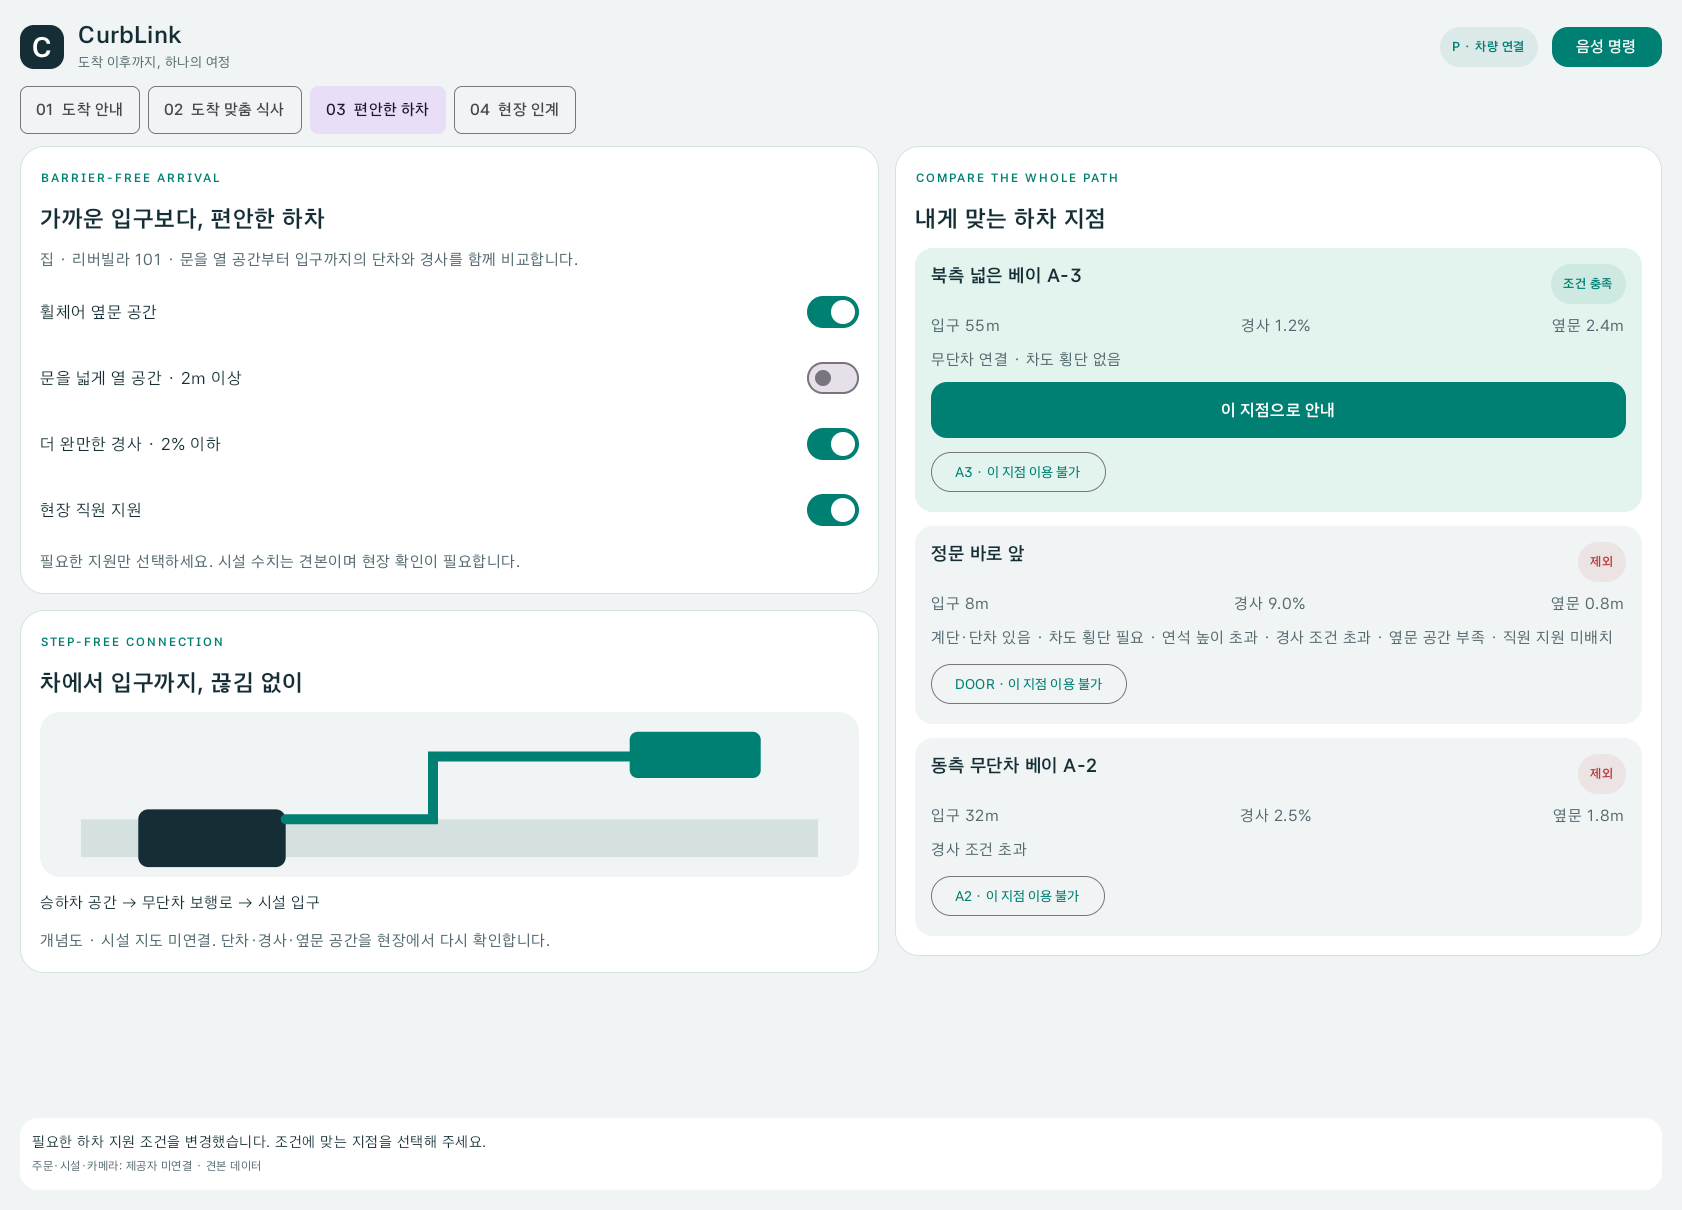 C
CurbLink
도착 이후까지, 하나의 여정
P · 차량 연결
음성 명령
01 도착 안내
02 도착 맞춤 식사
03 편안한 하차
04 현장 인계
BARRIER-FREE ARRIVAL
가까운 입구보다, 편안한 하차
집 · 리버빌라 101 · 문을 열 공간부터 입구까지의 단차와 경사를 함께 비교합니다.
휠체어 옆문 공간
문을 넓게 열 공간 · 2m 이상
더 완만한 경사 · 2% 이하
현장 직원 지원
필요한 지원만 선택하세요. 시설 수치는 견본이며 현장 확인이 필요합니다.
STEP-FREE CONNECTION
차에서 입구까지, 끊김 없이
승하차 공간 → 무단차 보행로 → 시설 입구
개념도 · 시설 지도 미연결. 단차·경사·옆문 공간을 현장에서 다시 확인합니다.
COMPARE THE WHOLE PATH
내게 맞는 하차 지점
북측 넓은 베이 A-3
조건 충족
입구 55m
경사 1.2%
옆문 2.4m
무단차 연결 · 차도 횡단 없음
이 지점으로 안내
A3 · 이 지점 이용 불가
정문 바로 앞
제외
입구 8m
경사 9.0%
옆문 0.8m
계단·단차 있음 · 차도 횡단 필요 · 연석 높이 초과 · 경사 조건 초과 · 옆문 공간 부족 · 직원 지원 미배치
DOOR · 이 지점 이용 불가
동측 무단차 베이 A-2
제외
입구 32m
경사 2.5%
옆문 1.8m
경사 조건 초과
A2 · 이 지점 이용 불가
필요한 하차 지원 조건을 변경했습니다. 조건에 맞는 지점을 선택해 주세요.
주문·시설·카메라: 제공자 미연결 · 견본 데이터